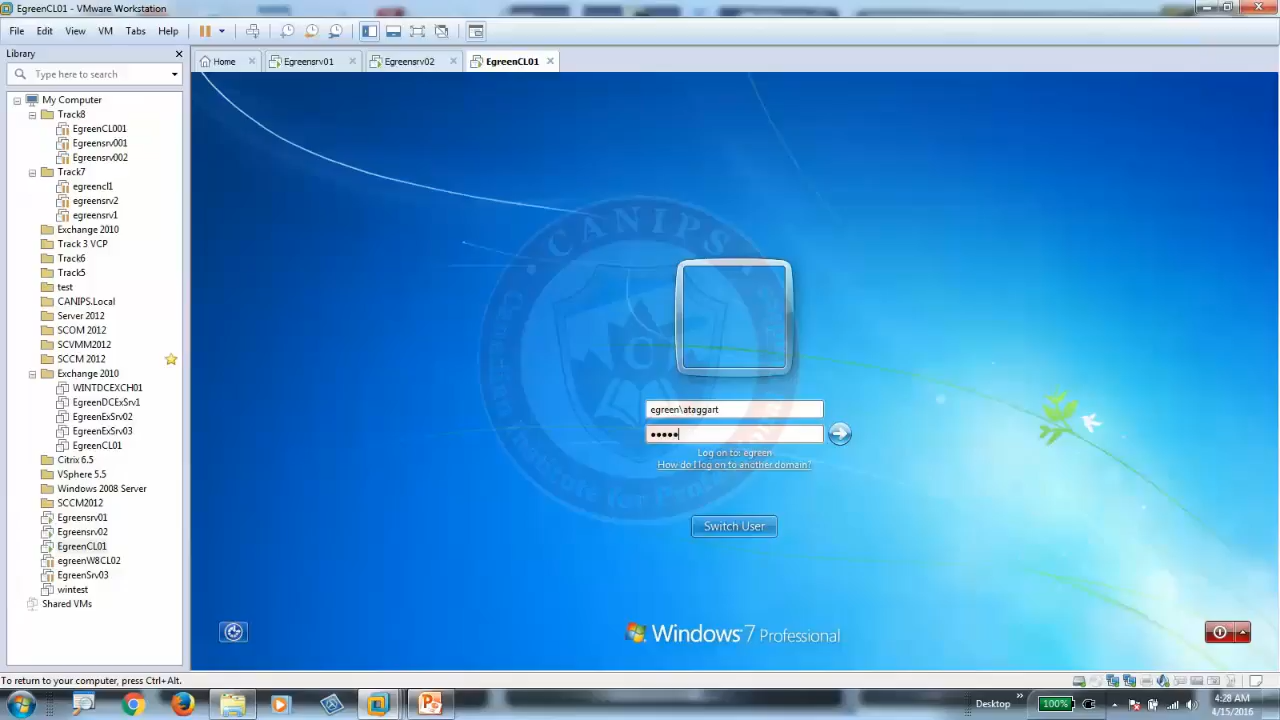 EgreenCL01 - VMware Workstation
File Edit View VM Tabs Help
Library
Type here to search
Home
Egreensrv01
Egreensrv02
EgreenCL01
My Computer
Track8
EgreenCL001
Egreensrv001
Egreensrv002
Track7
egreencl1
egreensrv2
egreensrv1
Exchange 2010
Track 3 VCP
Track6
Track5
test
CANIPS.Local
Server 2012
SCOM 2012
SCVMM2012
SCCM 2012
Exchange 2010
WINTDCEXCH01
EgreenDCExSrv1
EgreenExSrv02
EgreenExSrv03
EgreenCL01
Citrix 6.5
VSphere 5.5
Windows 2008 Server
SCCM2012
Egreensrv01
Egreensrv02
EgreenCL01
egreenW8CL02
EgreenSrv03
wintest
Shared VMs
CANIPS
egreen\ataggart
•••••
Log on to: egreen
How do I log on to another domain?
Switch User
Windows 7 Professional
To return to your computer, press Ctrl+Alt.
Desktop
100%
4:28 AM
4/15/2016